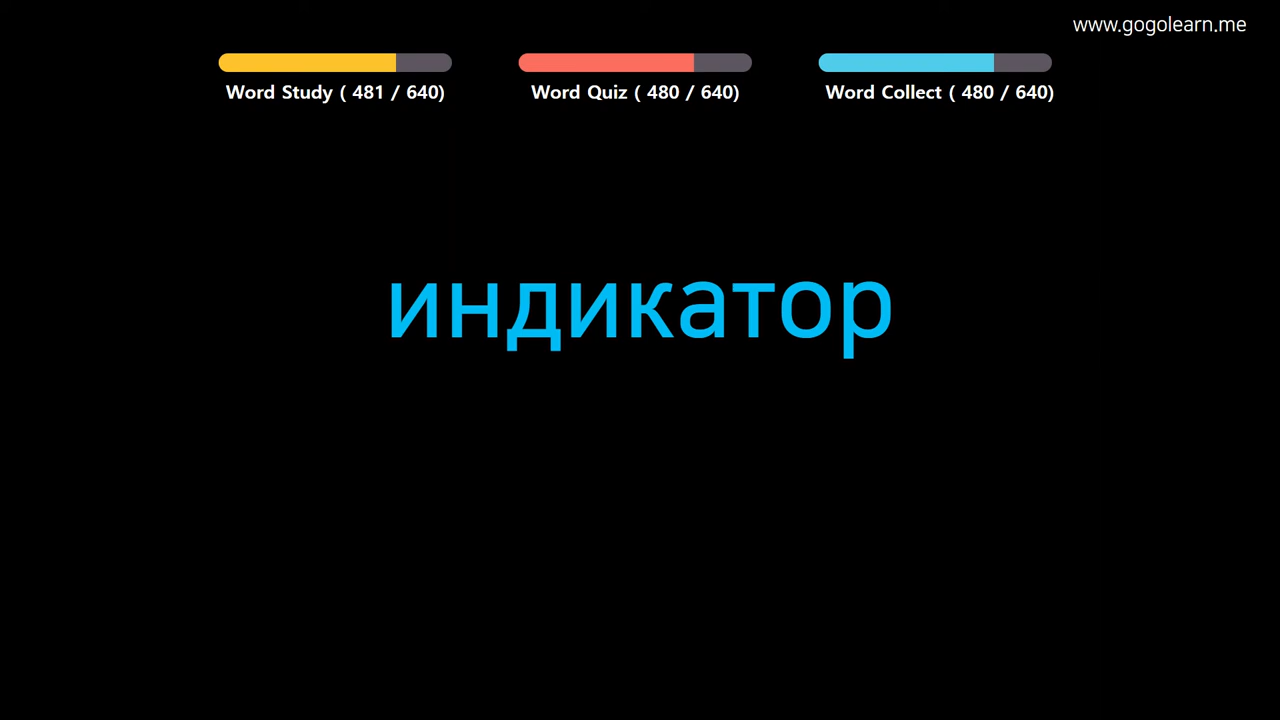 www.gogolearn.me
Word Study ( 481 / 640)
Word Quiz ( 480 / 640)
Word Collect ( 480 / 640)
индикатор